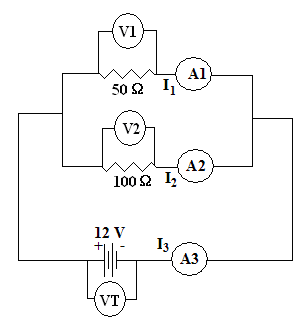 V1
50 Ω I₁ A1
V2
100 Ω I₂ A2
12 V
+ - I₃ A3
VT